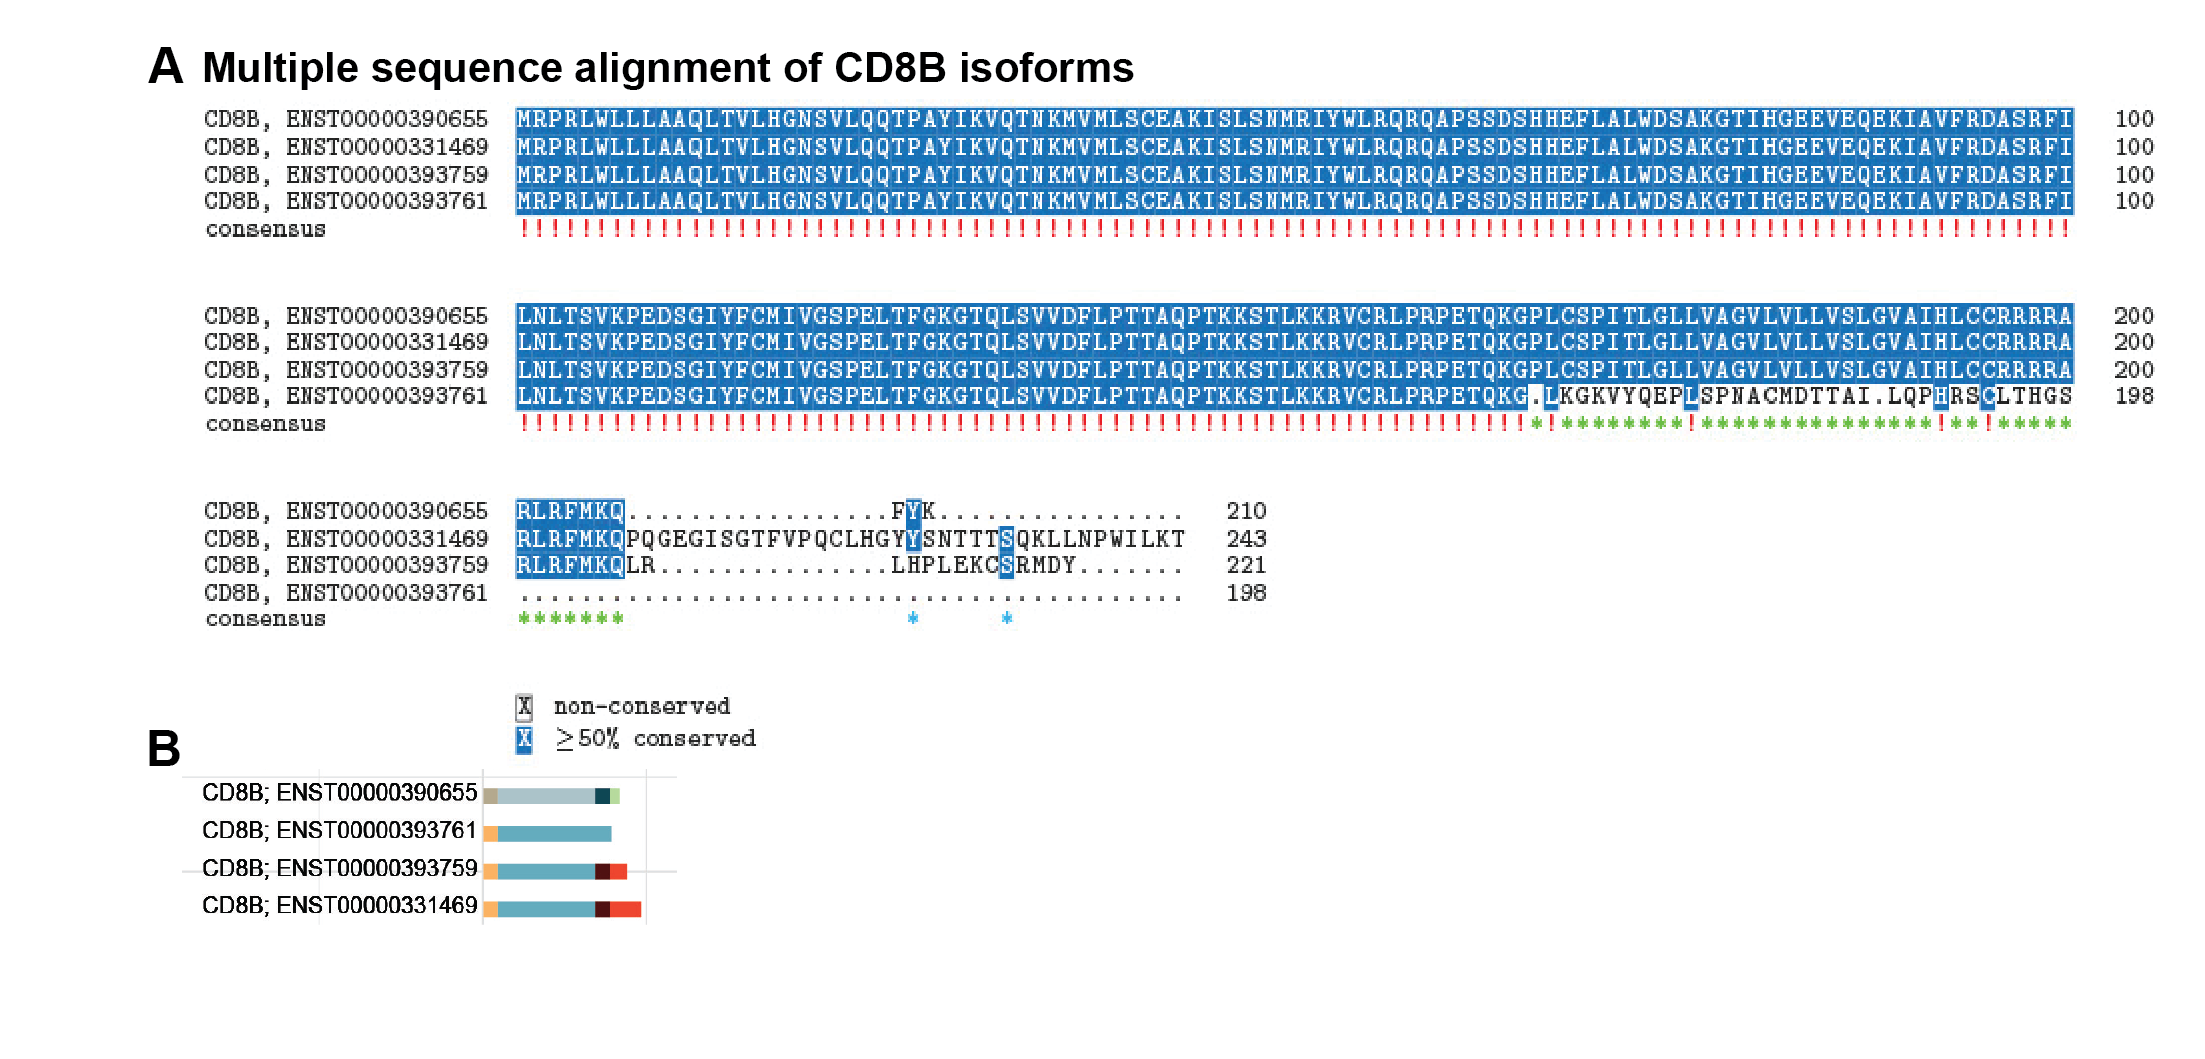 A Multiple sequence alignment of CD8B isoforms
CD8B, ENST00000390655 MRPRLWLLLAAQLTVLHGNSVLQQTPAYIKVQTNKMVMLSCEAKISLSNMRIYWLRQRQAPSSDSHHEFLALWDSAKGTIHGEEVEQEKIAVFRDASRFI 100
CD8B, ENST00000331469 MRPRLWLLLAAQLTVLHGNSVLQQTPAYIKVQTNKMVMLSCEAKISLSNMRIYWLRQRQAPSSDSHHEFLALWDSAKGTIHGEEVEQEKIAVFRDASRFI 100
CD8B, ENST00000393759 MRPRLWLLLAAQLTVLHGNSVLQQTPAYIKVQTNKMVMLSCEAKISLSNMRIYWLRQRQAPSSDSHHEFLALWDSAKGTIHGEEVEQEKIAVFRDASRFI 100
CD8B, ENST00000393761 MRPRLWLLLAAQLTVLHGNSVLQQTPAYIKVQTNKMVMLSCEAKISLSNMRIYWLRQRQAPSSDSHHEFLALWDSAKGTIHGEEVEQEKIAVFRDASRFI 100
consensus !!!!!!!!!!!!!!!!!!!!!!!!!!!!!!!!!!!!!!!!!!!!!!!!!!!!!!!!!!!!!!!!!!!!!!!!!!!!!!!!!!!!!!!!!!!!!!!!!!!!
CD8B, ENST00000390655 LNLTSVKPEDSGIYFCMIVGSPELTFGKGTQLSVVDFLPTTAQPTKKSTLKKRVCRLPRPETQKGPLCSPITLGLLVAGVLVLLVSLGVAIHLCCRRRRA 200
CD8B, ENST00000331469 LNLTSVKPEDSGIYFCMIVGSPELTFGKGTQLSVVDFLPTTAQPTKKSTLKKRVCRLPRPETQKGPLCSPITLGLLVAGVLVLLVSLGVAIHLCCRRRRA 200
CD8B, ENST00000393759 LNLTSVKPEDSGIYFCMIVGSPELTFGKGTQLSVVDFLPTTAQPTKKSTLKKRVCRLPRPETQKGPLCSPITLGLLVAGVLVLLVSLGVAIHLCCRRRRA 200
CD8B, ENST00000393761 LNLTSVKPEDSGIYFCMIVGSPELTFGKGTQLSVVDFLPTTAQPTKKSTLKKRVCRLPRPETQKG.LKGKVYQEPLSPNACMDTTAI.LQPHRSCLTHGS 198
consensus !!!!!!!!!!!!!!!!!!!!!!!!!!!!!!!!!!!!!!!!!!!!!!!!!!!!!!!!!!!!!!!!!*!********!***************!**!*****
CD8B, ENST00000390655 RLRFMKQ.................FYK................ 210
CD8B, ENST00000331469 RLRFMKQPQGEGISGTFVPQCLHGYYSNTTTSQKLLNPWILKT 243
CD8B, ENST00000393759 RLRFMKQLR...............LHPLEKCSRMDY....... 221
CD8B, ENST00000393761 ........................................... 198
consensus ******* * *
X non-conserved
X ≥50% conserved
B
CD8B; ENST00000390655
CD8B; ENST00000393761
CD8B; ENST00000393759
CD8B; ENST00000331469